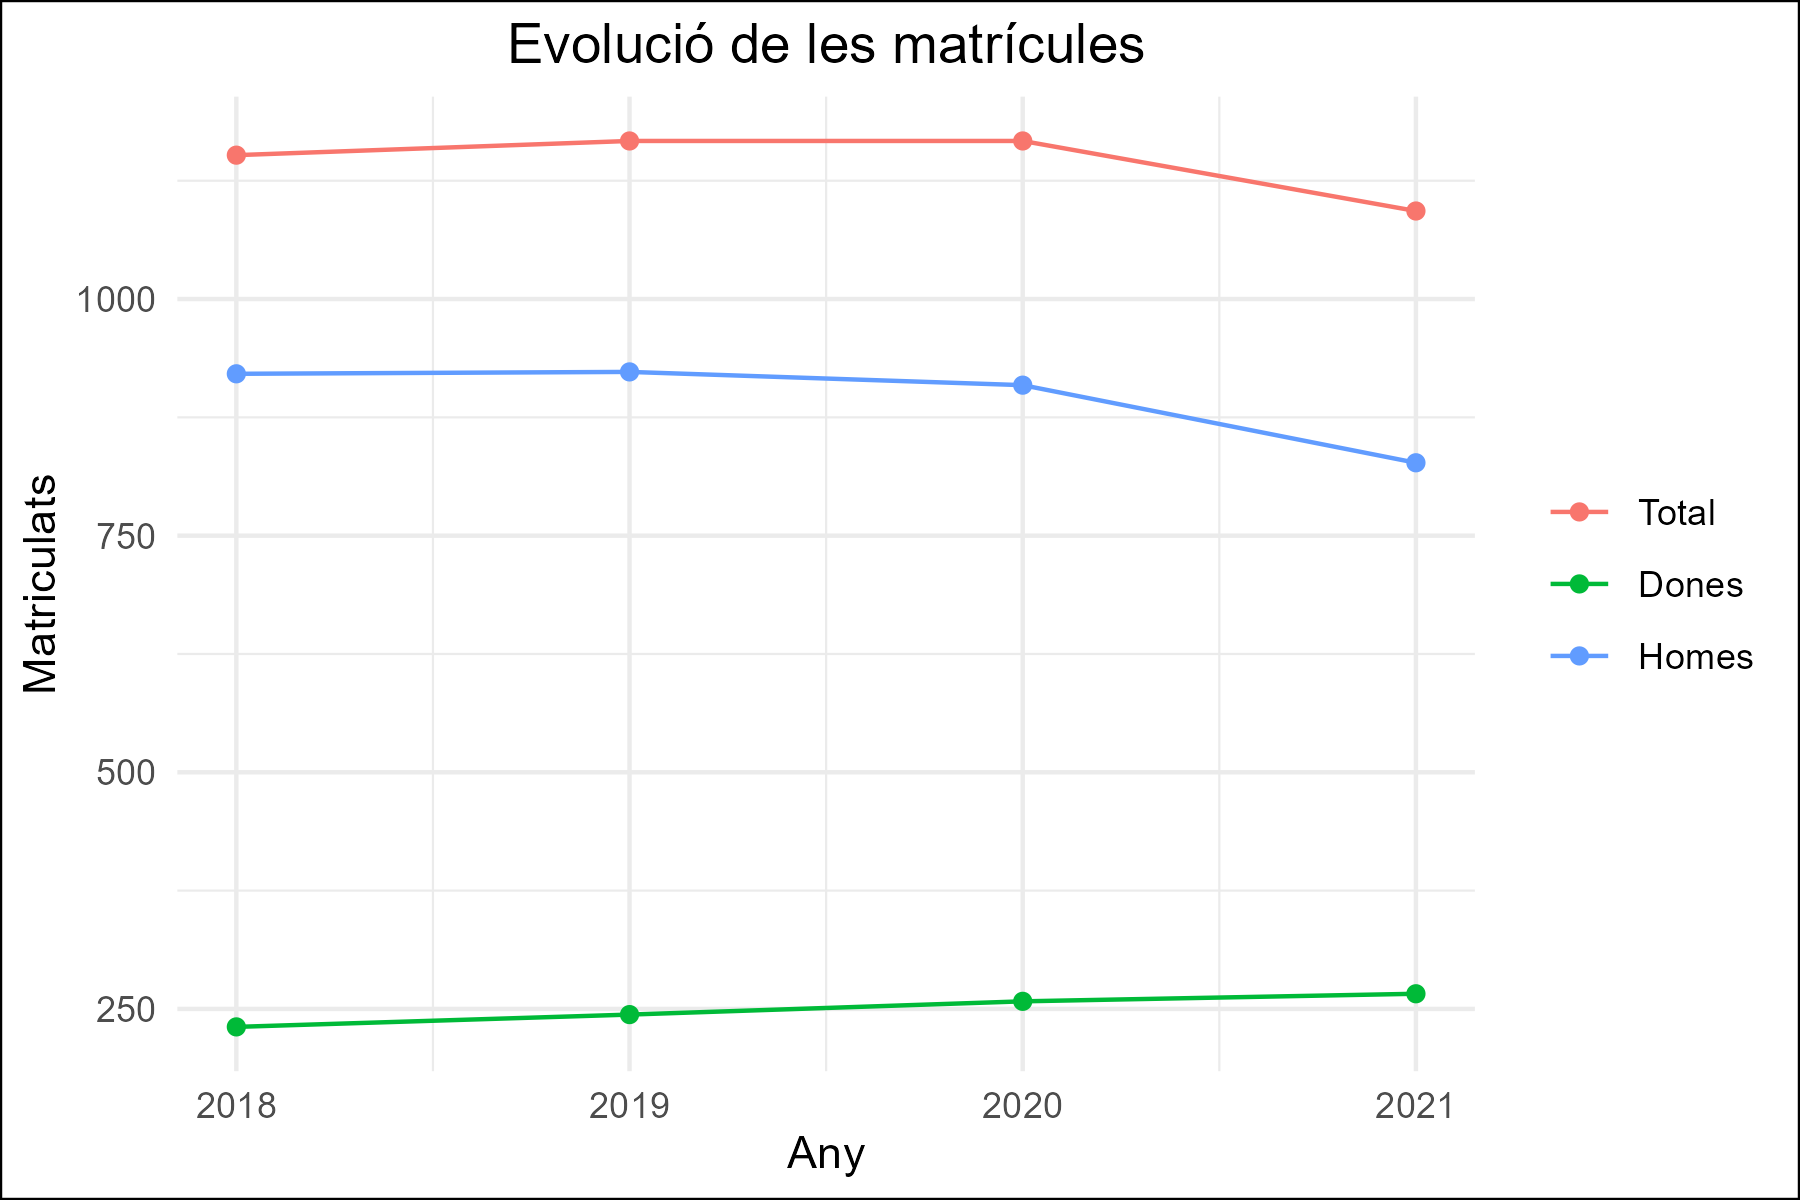 Evolució de les matrícules
Matriculats
1000
750
500
250
2018
2019
2020
2021
Any
Total
Dones
Homes